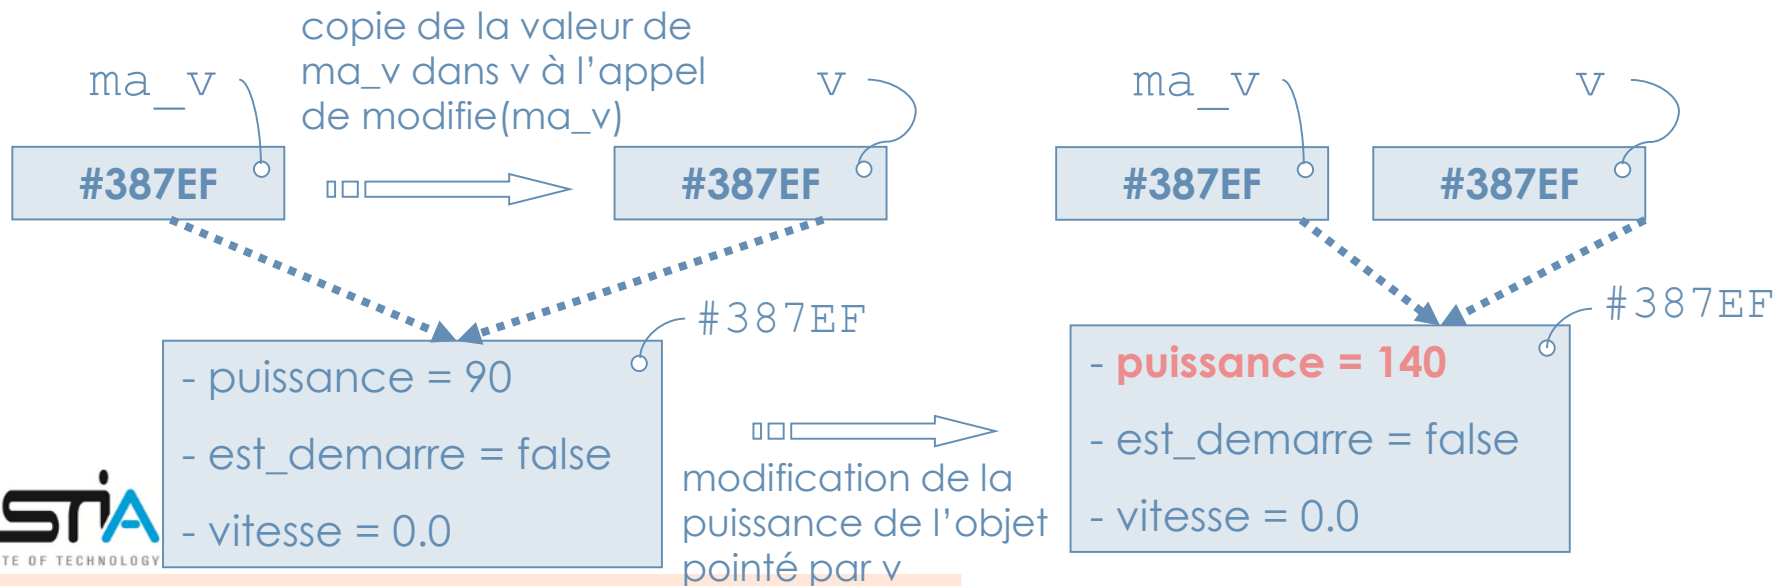 copie de la valeur de
ma_v dans v à l'appel
de modifie(ma_v)
ma_v
v
#387EF
#387EF
#387EF
- puissance = 90
- est_demarre = false
- vitesse = 0.0
modification de la
puissance de l'objet
pointé par v
ma_v
v
#387EF
#387EF
#387EF
- puissance = 140
- est_demarre = false
- vitesse = 0.0
STIA
TE OF TECHNOLOGY